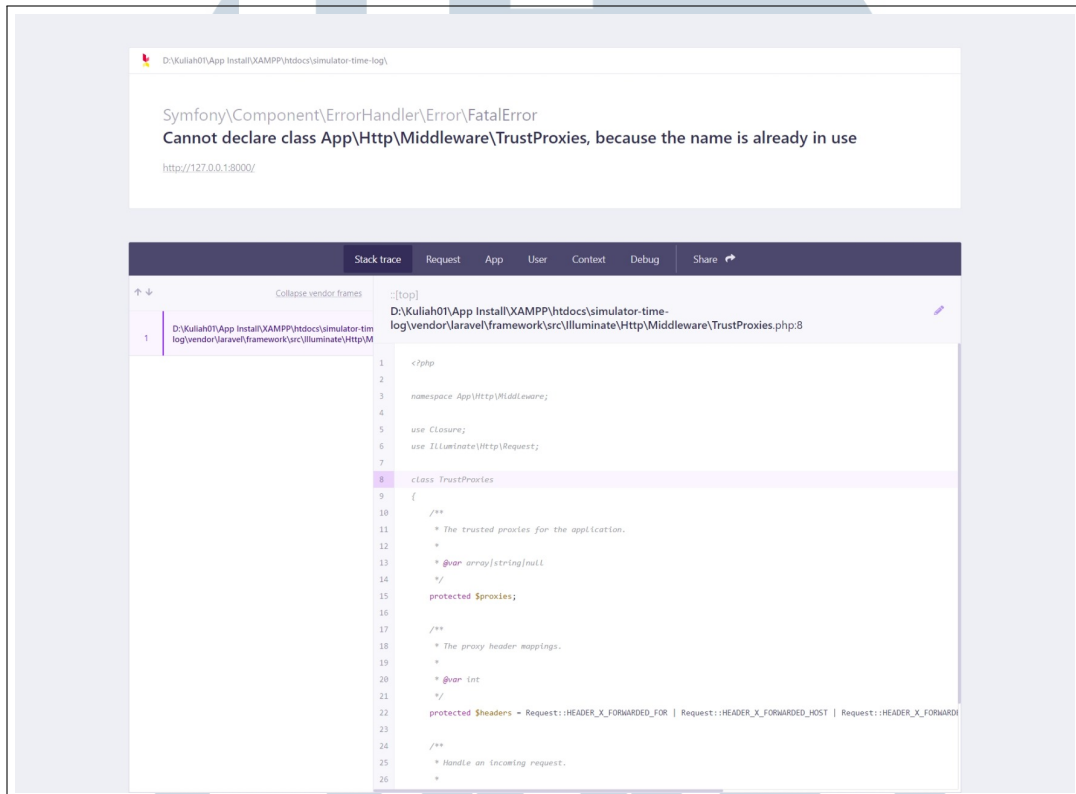 D:\Kuliah01\App Install\XAMPP\htdocs\simulator-time-log\
Symfony\Component\ErrorHandler\Error\FatalError
Cannot declare class App\Http\Middleware\TrustProxies, because the name is already in use
http://127.0.0.1:8000/
Stack trace Request App User Context Debug Share
Collapse vendor frames
1 D:\Kuliah01\App Install\XAMPP\htdocs\simulator-tim
log\vendor\laravel\framework\src\Illuminate\Http\M
::[top]
D:\Kuliah01\App Install\XAMPP\htdocs\simulator-time-
log\vendor\laravel\framework\src\Illuminate\Http\Middleware\TrustProxies.php:8
1 <?php
2
3 namespace App\Http\Middleware;
4
5 use Closure;
6 use Illuminate\Http\Request;
7
8 class TrustProxies
9 {
10 /**
11 * The trusted proxies for the application.
12 *
13 * @var array|string|null
14 */
15 protected $proxies;
16
17 /**
18 * The proxy header mappings.
19 *
20 * @var int
21 */
22 protected $headers = Request::HEADER_X_FORWARDED_FOR | Request::HEADER_X_FORWARDED_HOST | Request::HEADER_X_FORWARDE
23
24 /**
25 * Handle an incoming request.
26 *